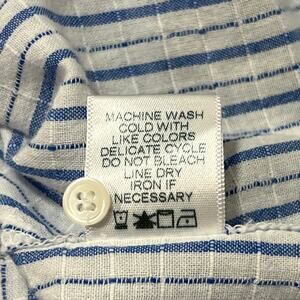 MACHINE WASH
COLD WITH
LIKE COLORS
DELICATE CYCLE
DO NOT BLEACH
LINE DRY
IRON IF
NECESSARY